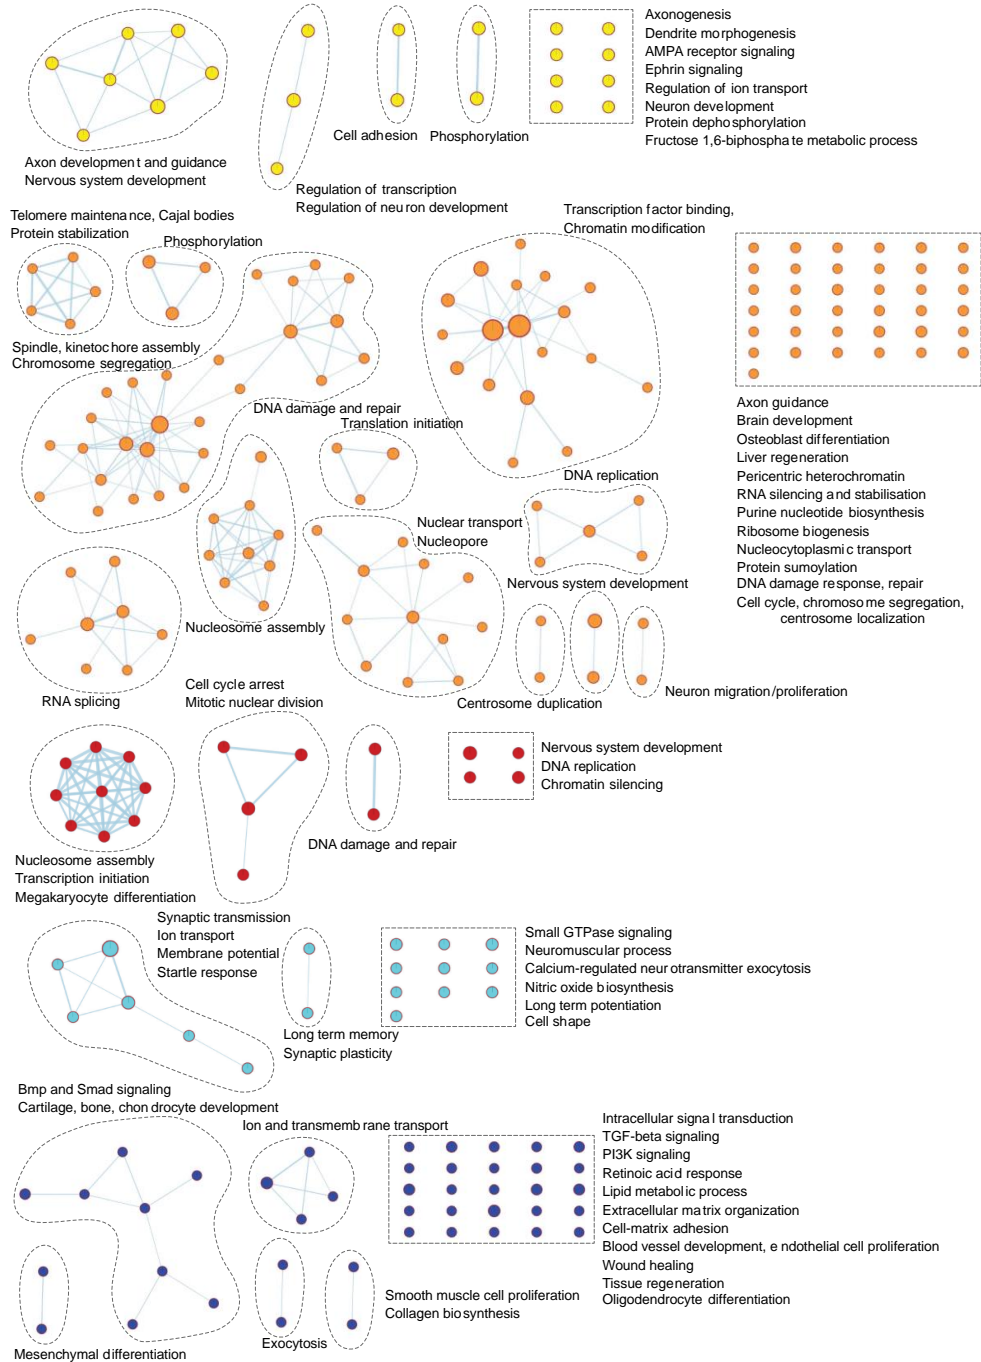 Axonogenesis
Dendrite morphogenesis
AMPA receptor signaling
Ephrin signaling
Regulation of ion transport
Neuron development
Protein dephosphorylation
Fructose 1,6-biphosphate metabolic process
Cell adhesion
Phosphorylation
Axon development and guidance
Nervous system development
Regulation of transcription
Regulation of neuron development
Telomere maintenance, Cajal bodies
Protein stabilization
Phosphorylation
Transcription factor binding,
Chromatin modification
Spindle, kinetochore assembly
Chromosome segregation
DNA damage and repair
Translation initiation
Axon guidance
Brain development
Osteoblast differentiation
Liver regeneration
Pericentric heterochromatin
RNA silencing and stabilisation
Purine nucleotide biosynthesis
Ribosome biogenesis
Nucleocytoplasmic transport
Protein sumoylation
DNA damage response, repair
Cell cycle, chromosome segregation,
centrosome localization
DNA replication
Nuclear transport
Nucleopore
Nervous system development
Nucleosome assembly
RNA splicing
Centrosome duplication
Neuron migration/proliferation
Cell cycle arrest
Mitotic nuclear division
Nervous system development
DNA replication
Chromatin silencing
DNA damage and repair
Nucleosome assembly
Transcription initiation
Megakaryocyte differentiation
Synaptic transmission
Ion transport
Membrane potential
Startle response
Small GTPase signaling
Neuromuscular process
Calcium-regulated neurotransmitter exocytosis
Nitric oxide biosynthesis
Long term potentiation
Cell shape
Long term memory
Synaptic plasticity
Bmp and Smad signaling
Cartilage, bone, chondrocyte development
Ion and transmembrane transport
Intracellular signal transduction
TGF-beta signaling
PI3K signaling
Retinoic acid response
Lipid metabolic process
Extracellular matrix organization
Cell-matrix adhesion
Blood vessel development, endothelial cell proliferation
Wound healing
Tissue regeneration
Oligodendrocyte differentiation
Smooth muscle cell proliferation
Collagen biosynthesis
Exocytosis
Mesenchymal differentiation